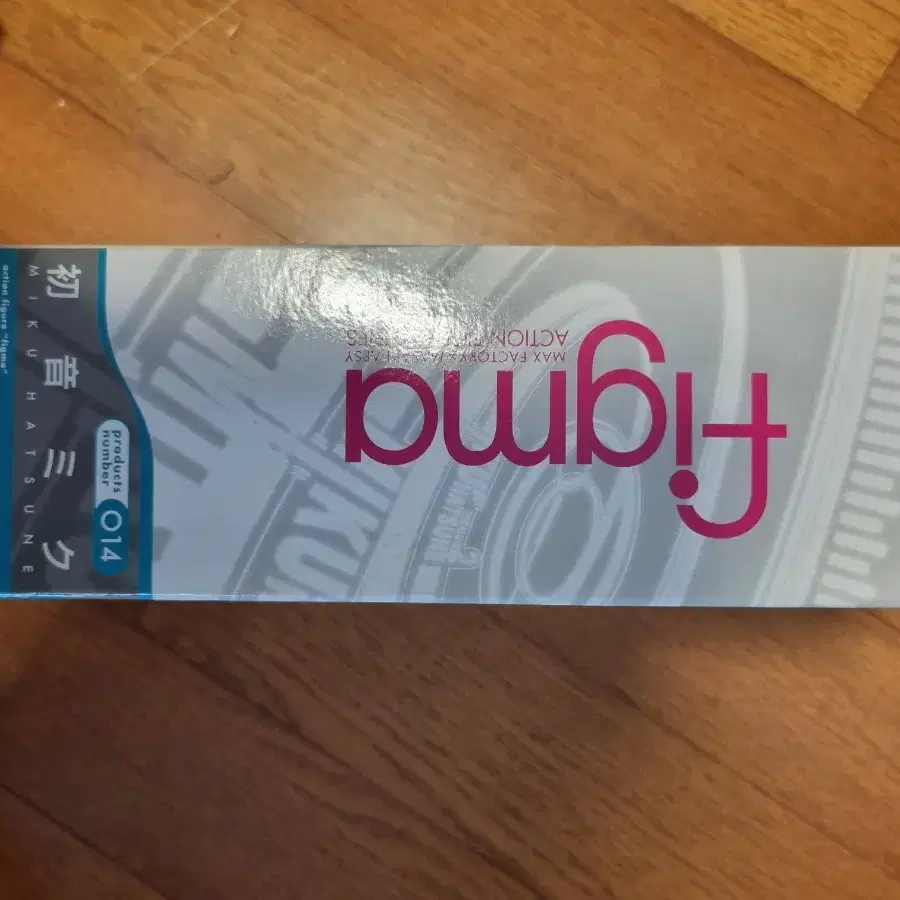 figma
MAX FACTORY
ACTION
初音ミク
MIKU HATSUNE
products
number
014
action figure "figma"